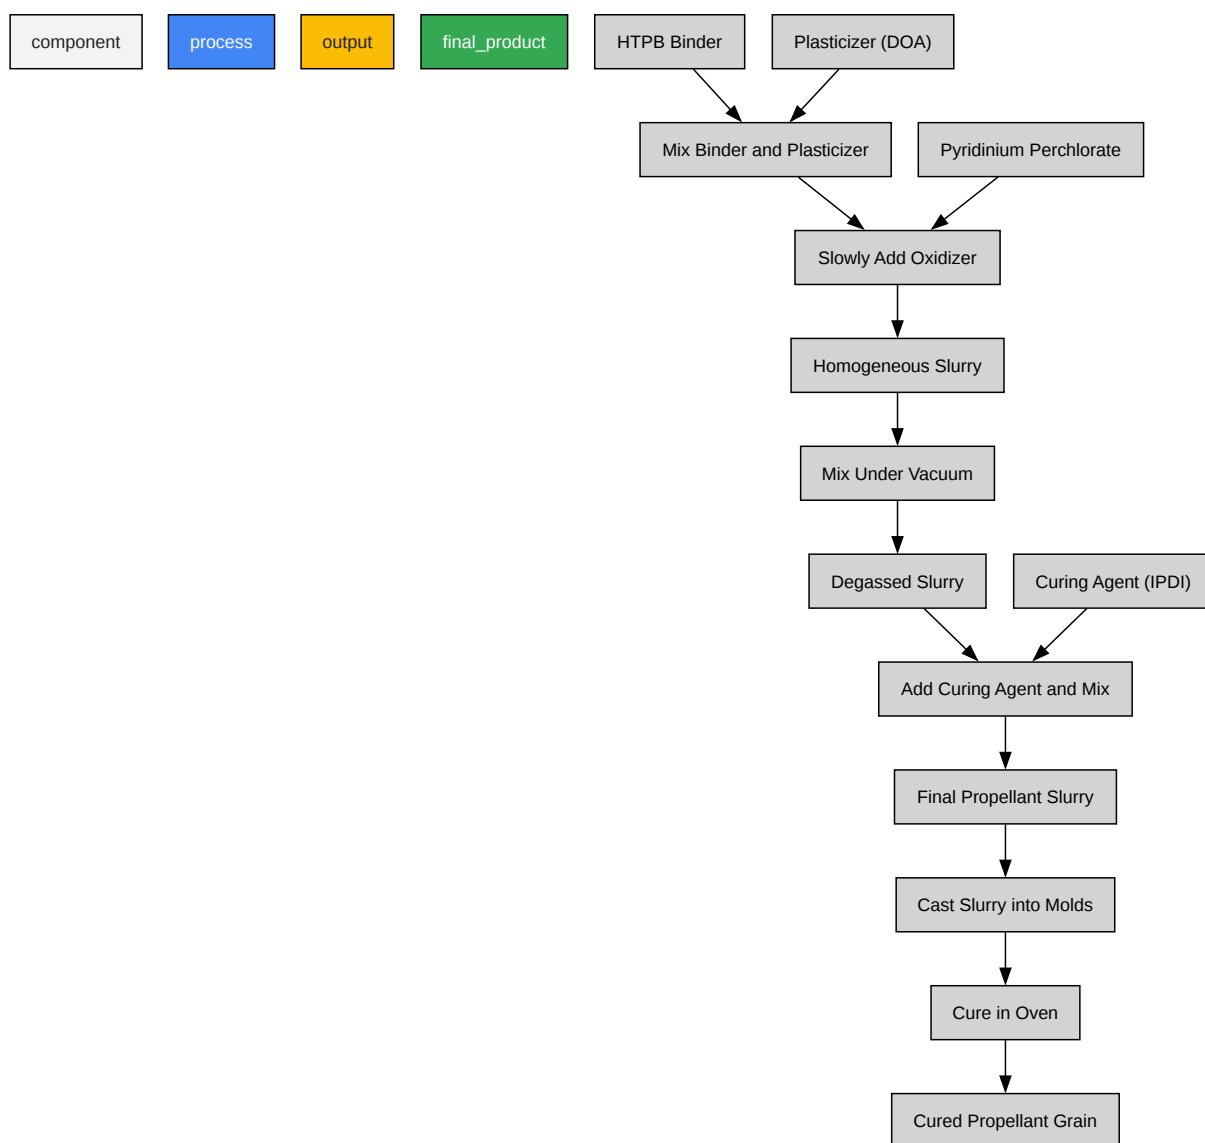 component
process
output
final_product
HTPB Binder
Plasticizer (DOA)
Mix Binder and Plasticizer
Pyridinium Perchlorate
Slowly Add Oxidizer
Homogeneous Slurry
Mix Under Vacuum
Degassed Slurry
Curing Agent (IPDI)
Add Curing Agent and Mix
Final Propellant Slurry
Cast Slurry into Molds
Cure in Oven
Cured Propellant Grain